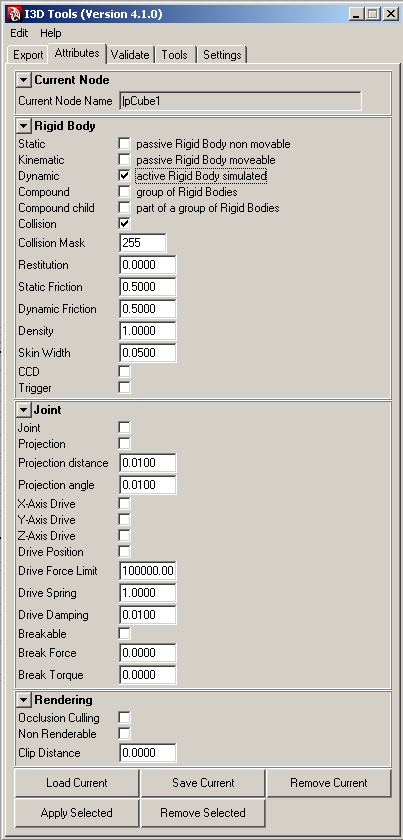 I3D Tools (Version 4.1.0)
Edit Help
Export Attributes Validate Tools Settings
Current Node
Current Node Name lpCube1
Rigid Body
Static passive Rigid Body non movable
Kinematic passive Rigid Body moveable
Dynamic active Rigid Body simulated
Compound group of Rigid Bodies
Compound child part of a group of Rigid Bodies
Collision
Collision Mask 255
Restitution 0.0000
Static Friction 0.5000
Dynamic Friction 0.5000
Density 1.0000
Skin Width 0.0500
CCD
Trigger
Joint
Joint
Projection
Projection distance 0.0100
Projection angle 0.0100
X-Axis Drive
Y-Axis Drive
Z-Axis Drive
Drive Position
Drive Force Limit 100000.00
Drive Spring 1.0000
Drive Damping 0.0100
Breakable
Break Force 0.0000
Break Torque 0.0000
Rendering
Occlusion Culling
Non Renderable
Clip Distance 0.0000
Load Current Save Current Remove Current
Apply Selected Remove Selected